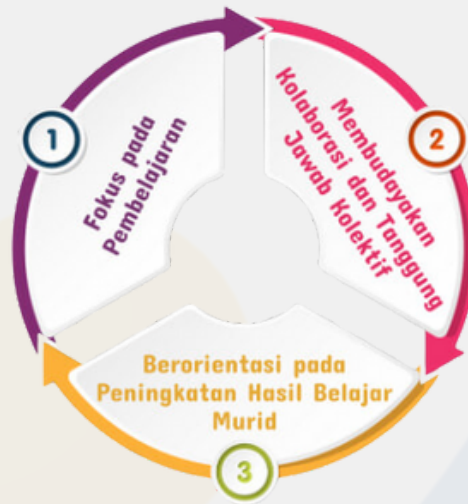 1
Fokus pada
Pembelajaran
2
Membudayakan
Kolaborasi dan Tanggung
Jawab Kolektif
Berorientasi pada
Peningkatan Hasil Belajar
Murid
3